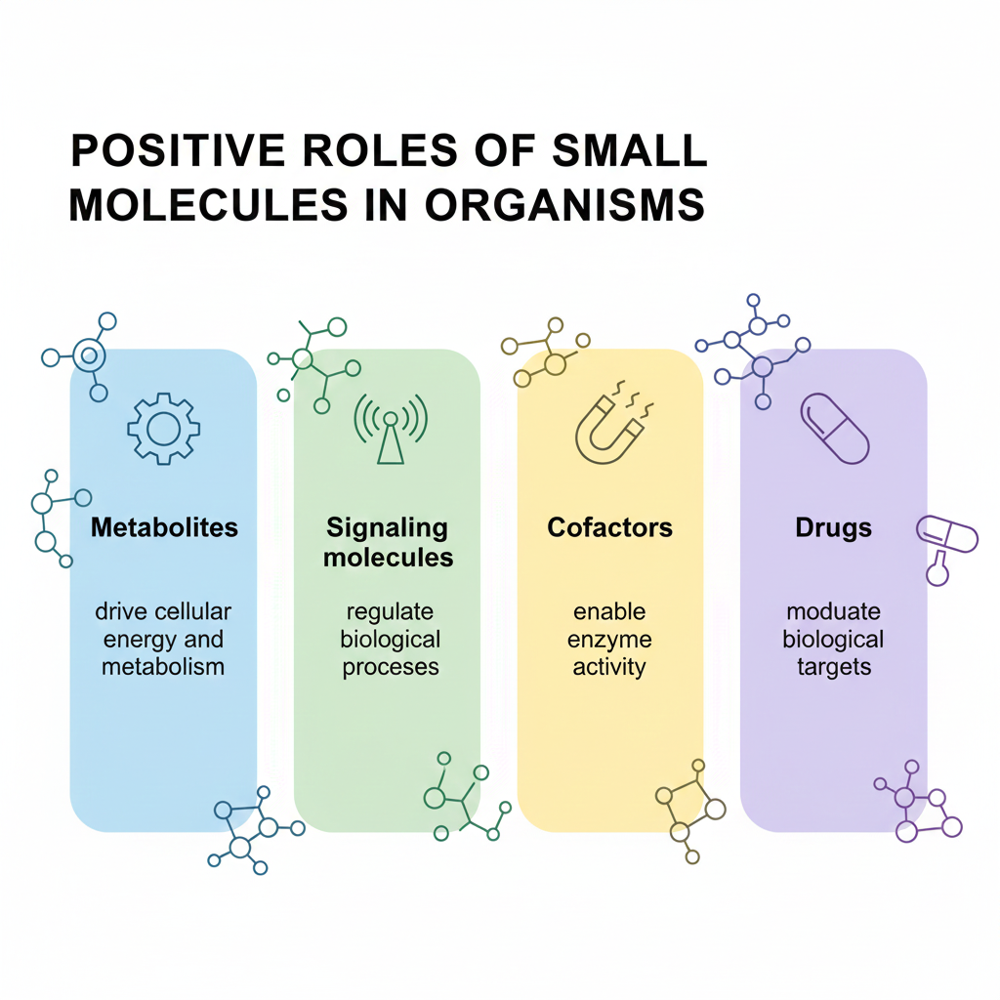 POSITIVE ROLES OF SMALL
MOLECULES IN ORGANISMS
Metabolites
drive cellular
energy and
metabolism
Signaling
molecules
regulate
biological
proceses
Cofactors
enable
enzyme
activity
Drugs
moduate
biological
targets